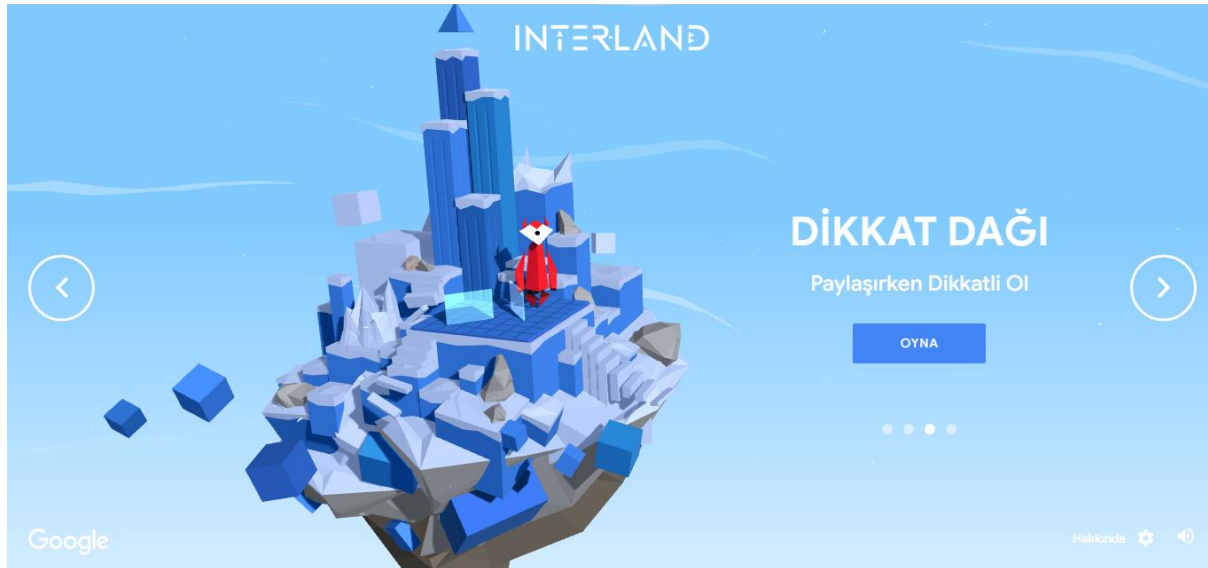 INTERLAND
DİKKAT DAĞI
Paylaşırken Dikkatli Ol
OYNA
Google
Hakkında